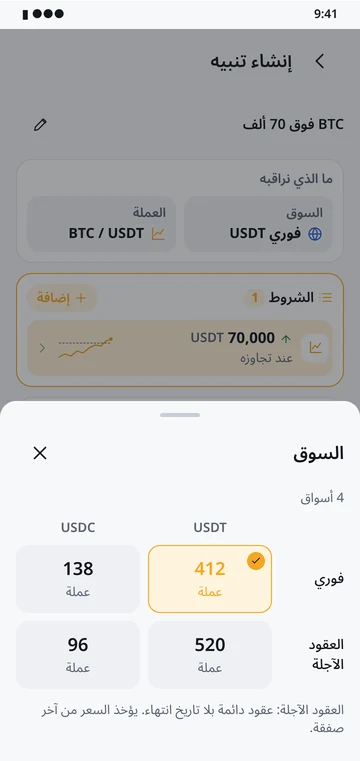 9:41
إنشاء تنبيه
BTC فوق 70 ألف
ما الذي نراقبه
السوق
فوري USDT
العملة
BTC / USDT
الشروط 1
+ إضافة
70,000 USDT
عند تجاوزه
السوق
4 أسواق
USDT
USDC
فوري
412
عملة
138
عملة
العقود
الآجلة
520
عملة
96
عملة
العقود الآجلة: عقود دائمة بلا تاريخ انتهاء. يؤخذ السعر من آخر
صفقة.